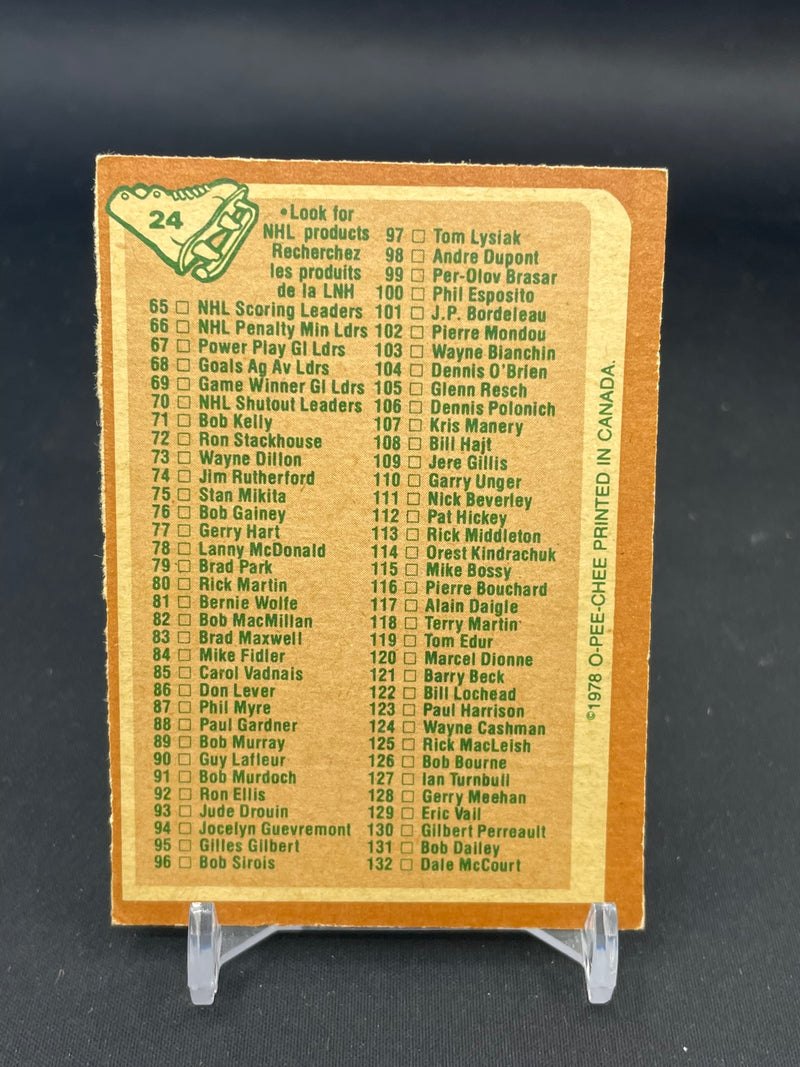 24
•Look for
NHL products
Recherchez
les produits
de la LNH
65 □ NHL Scoring Leaders
66 □ NHL Penalty Min Ldrs
67 □ Power Play Gl Ldrs
68 □ Goals Ag Av Ldrs
69 □ Game Winner Gl Ldrs
70 □ NHL Shutout Leaders
71 □ Bob Kelly
72 □ Ron Stackhouse
73 □ Wayne Dillon
74 □ Jim Rutherford
75 □ Stan Mikita
76 □ Bob Gainey
77 □ Gerry Hart
78 □ Lanny McDonald
79 □ Brad Park
80 □ Rick Martin
81 □ Bernie Wolfe
82 □ Bob MacMillan
83 □ Brad Maxwell
84 □ Mike Fidler
85 □ Carol Vadnais
86 □ Don Lever
87 □ Phil Myre
88 □ Paul Gardner
89 □ Bob Murray
90 □ Guy Lafleur
91 □ Bob Murdoch
92 □ Ron Ellis
93 □ Jude Drouin
94 □ Jocelyn Guevremont
95 □ Gilles Gilbert
96 □ Bob Sirois
97 □ Tom Lysiak
98 □ Andre Dupont
99 □ Per-Olov Brasar
100 □ Phil Esposito
101 □ J.P. Bordeleau
102 □ Pierre Mondou
103 □ Wayne Bianchin
104 □ Dennis O'Brien
105 □ Glenn Resch
106 □ Dennis Polonich
107 □ Kris Manery
108 □ Bill Hajt
109 □ Jere Gillis
110 □ Garry Unger
111 □ Nick Beverley
112 □ Pat Hickey
113 □ Rick Middleton
114 □ Orest Kindrachuk
115 □ Mike Bossy
116 □ Pierre Bouchard
117 □ Alain Daigle
118 □ Terry Martin
119 □ Tom Edur
120 □ Marcel Dionne
121 □ Barry Beck
122 □ Bill Lochead
123 □ Paul Harrison
124 □ Wayne Cashman
125 □ Rick MacLeish
126 □ Bob Bourne
127 □ Ian Turnbull
128 □ Gerry Meehan
129 □ Eric Vail
130 □ Gilbert Perreault
131 □ Bob Dailey
132 □ Dale McCourt
©1978 O-PEE-CHEE PRINTED IN CANADA.